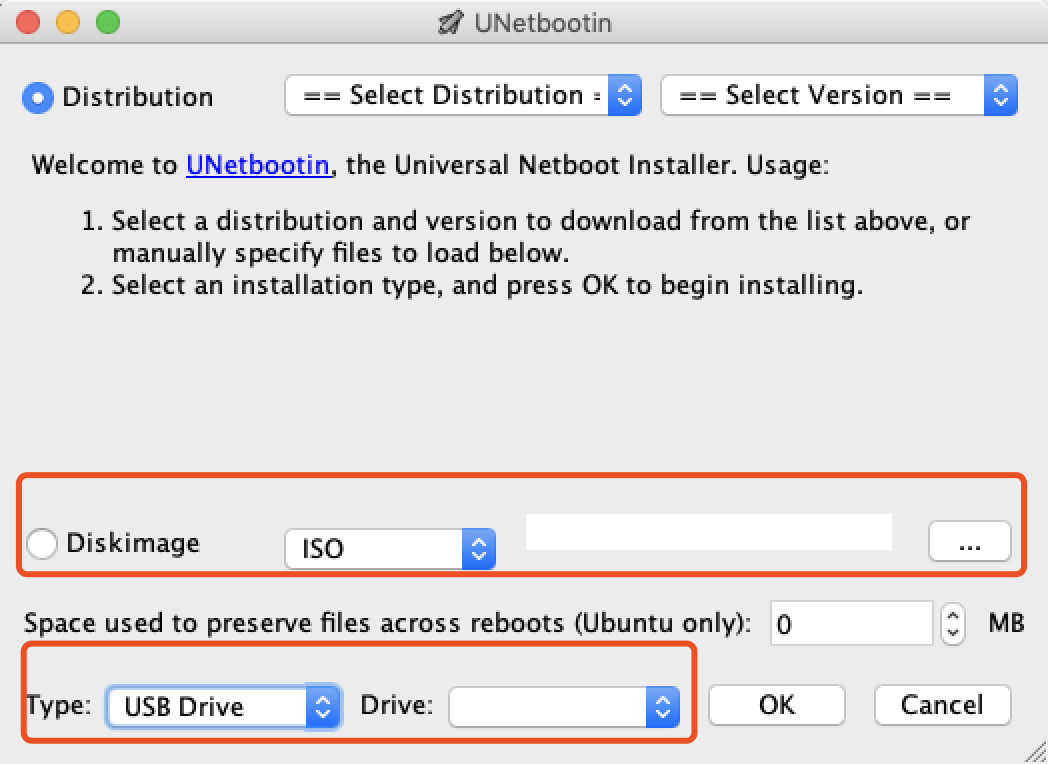 UNetbootin
Distribution == Select Distribution = == Select Version ==
Welcome to UNetbootin, the Universal Netboot Installer. Usage:
1. Select a distribution and version to download from the list above, or
manually specify files to load below.
2. Select an installation type, and press OK to begin installing.
Diskimage ISO ...
Space used to preserve files across reboots (Ubuntu only): 0 MB
Type: USB Drive Drive: OK Cancel